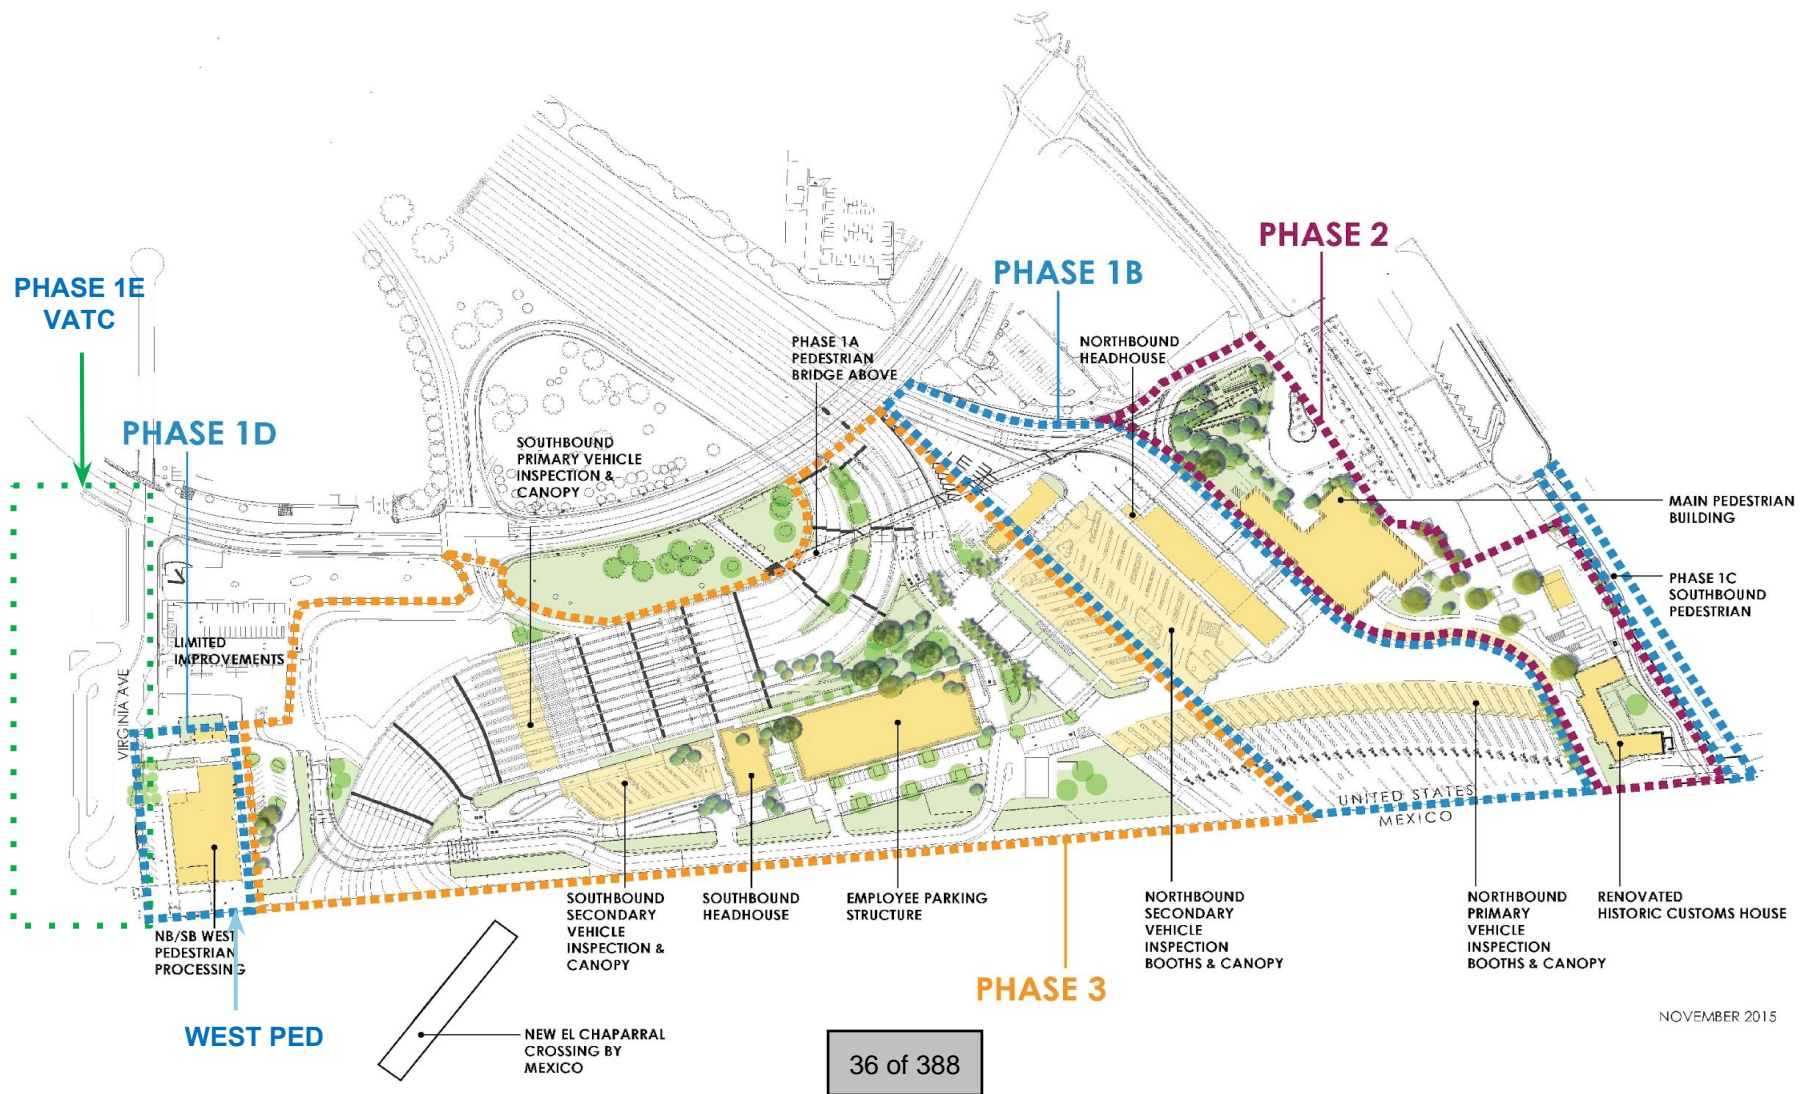 PHASE 2
PHASE 1B
PHASE 1E
VATC
PHASE 1A
PEDESTRIAN
BRIDGE ABOVE
NORTHBOUND
HEADHOUSE
PHASE 1D
SOUTHBOUND
PRIMARY VEHICLE
INSPECTION &
CANOPY
MAIN PEDESTRIAN
BUILDING
PHASE 1C
SOUTHBOUND
PEDESTRIAN
LIMITED
IMPROVEMENTS
VIRGINIA AVE
UNITED STATES
MEXICO
NB/SB WEST
PEDESTRIAN
PROCESSING
SOUTHBOUND
SECONDARY
VEHICLE
INSPECTION &
CANOPY
SOUTHBOUND
HEADHOUSE
EMPLOYEE PARKING
STRUCTURE
NORTHBOUND
SECONDARY
VEHICLE
INSPECTION
BOOTHS & CANOPY
NORTHBOUND
PRIMARY
VEHICLE
INSPECTION
BOOTHS & CANOPY
RENOVATED
HISTORIC CUSTOMS HOUSE
PHASE 3
WEST PED
NEW EL CHAPARRAL
CROSSING BY
MEXICO
NOVEMBER 2015
36 of 388